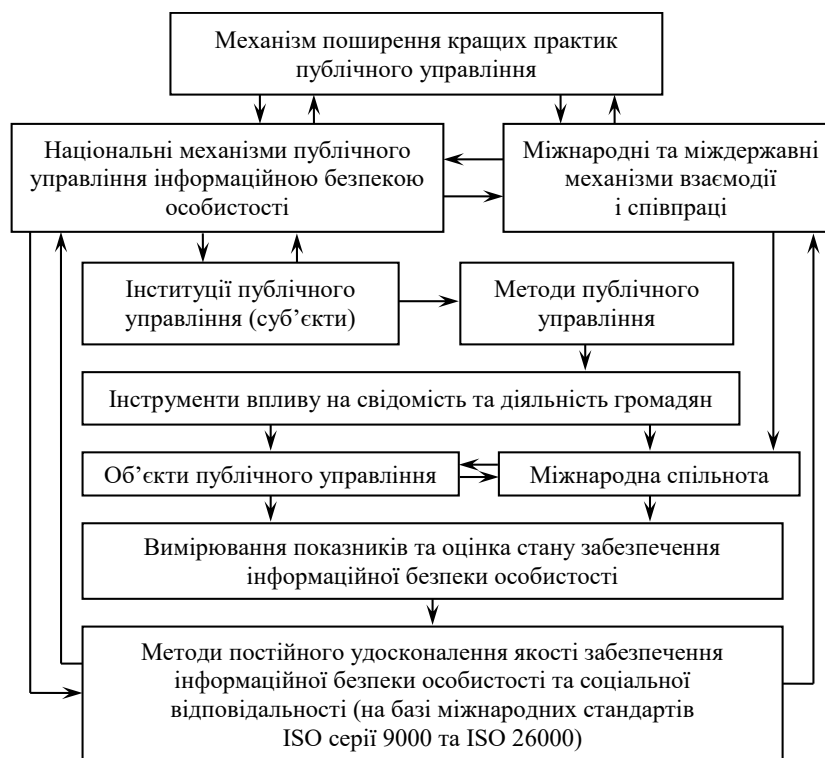 Механізм поширення кращих практик
публічного управління
Національні механізми публічного
управління інформаційною безпекою
особистості
Міжнародні та міждержавні
механізми взаємодії
і співпраці
Інституції публічного
управління (суб’єкти)
Методи публічного
управління
Інструменти впливу на свідомість та діяльність громадян
Об’єкти публічного управління
Міжнародна спільнота
Вимірювання показників та оцінка стану забезпечення
інформаційної безпеки особистості
Методи постійного удосконалення якості забезпечення
інформаційної безпеки особистості та соціальної
відповідальності (на базі міжнародних стандартів
ISO серії 9000 та ISO 26000)